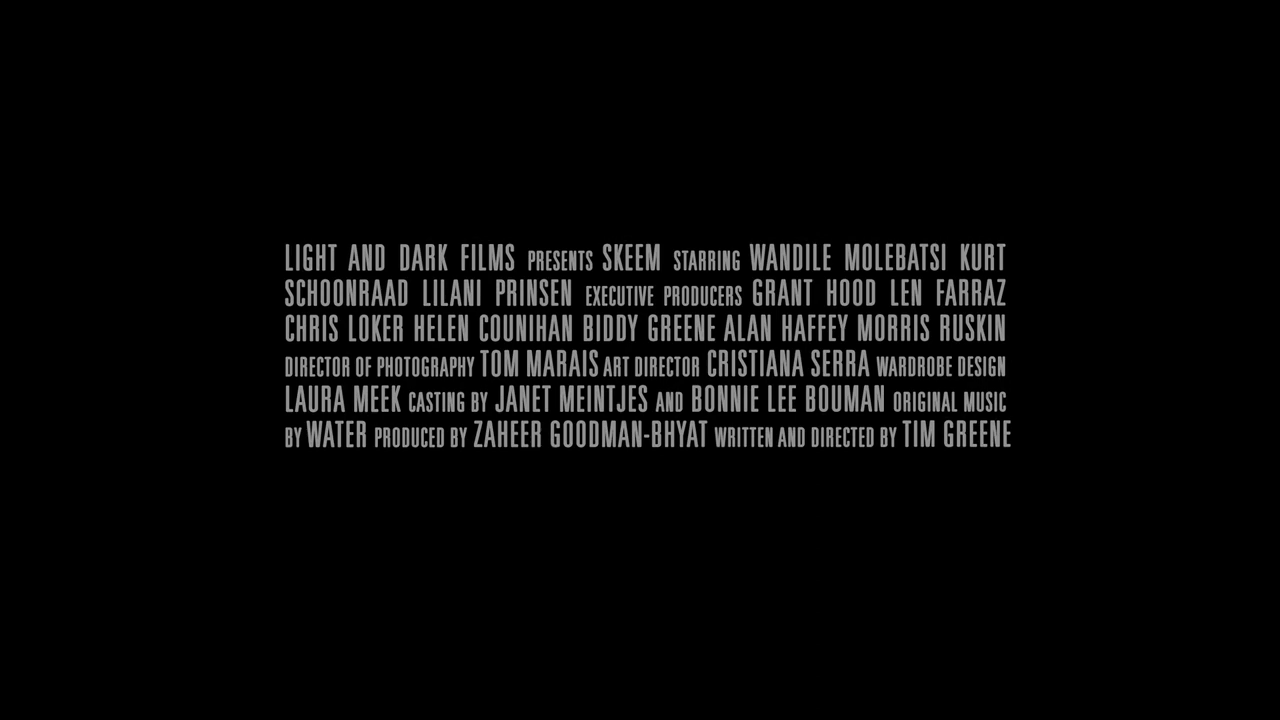 LIGHT AND DARK FILMS PRESENTS SKEEM STARRING WANDILE MOLEBATSI KURT
SCHOONRAAD LILANI PRINSEN EXECUTIVE PRODUCERS GRANT HOOD LEN FARRAZ
CHRIS LOKER HELEN COUNIHAN BIDDY GREENE ALAN HAFFEY MORRIS RUSKIN
DIRECTOR OF PHOTOGRAPHY TOM MARAIS ART DIRECTOR CRISTIANA SERRA WARDROBE DESIGN
LAURA MEEK CASTING BY JANET MEINTJES AND BONNIE LEE BOUMAN ORIGINAL MUSIC
BY WATER PRODUCED BY ZAHEER GOODMAN-BHYAT WRITTEN AND DIRECTED BY TIM GREENE